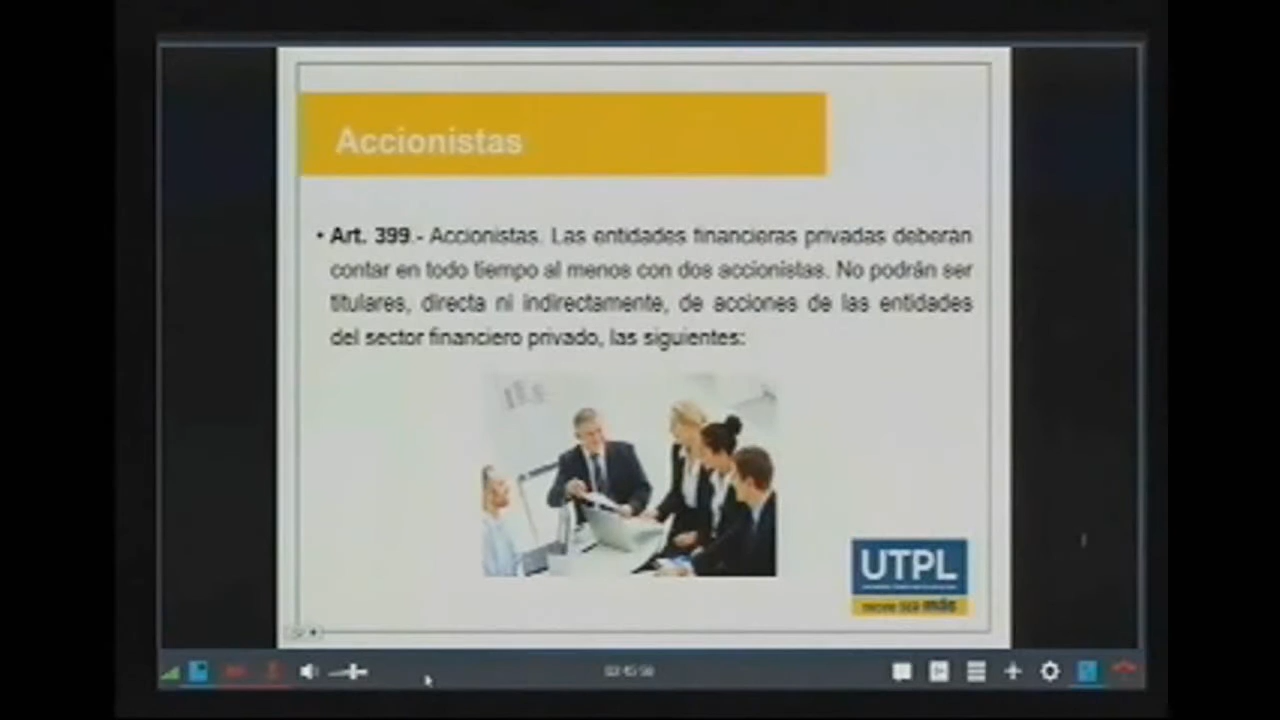 Accionistas
• Art. 399.- Accionistas. Las entidades financieras privadas deberán
contar en todo tiempo al menos con dos accionistas. No podrán ser
titulares, directa ni indirectamente, de acciones de las entidades
del sector financiero privado, las siguientes:
UTPL
más